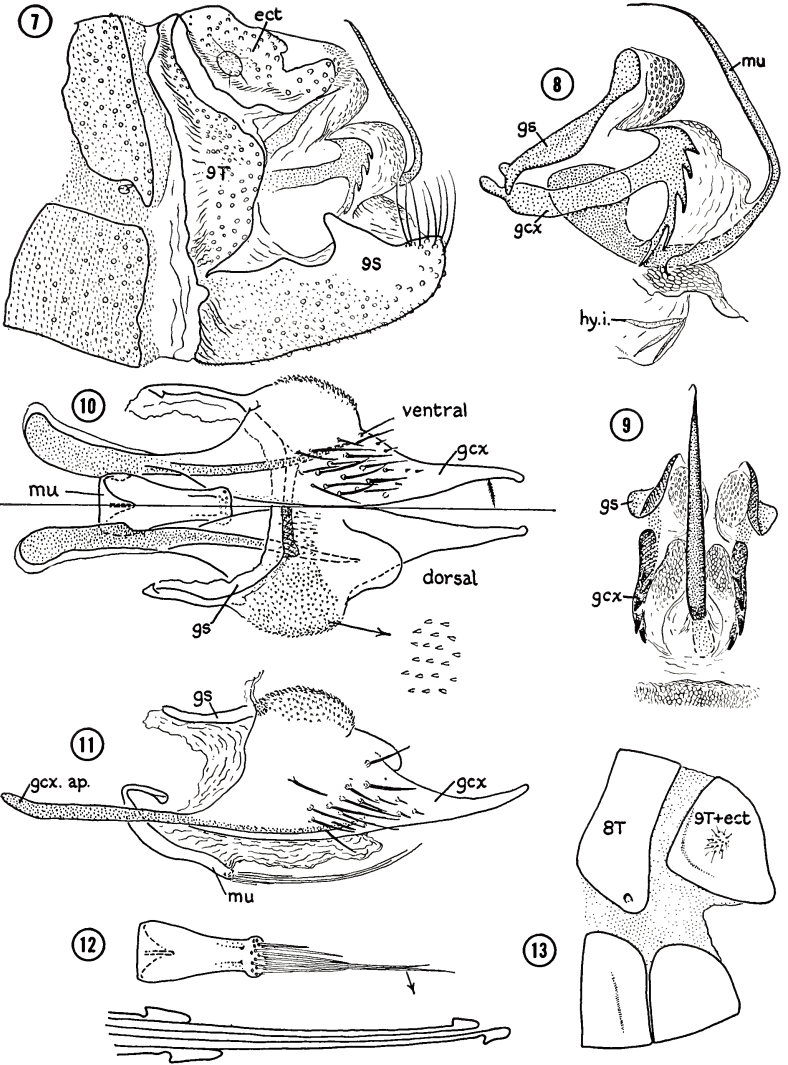 7
ect
9T
9S
8
mu
gs
gcx
hy.i.
10
ventral
gcx
mu
dorsal
gs
9
gs
gcx
11
gs
gcx. ap.
gcx
mu
12
13
8T
9T+ect